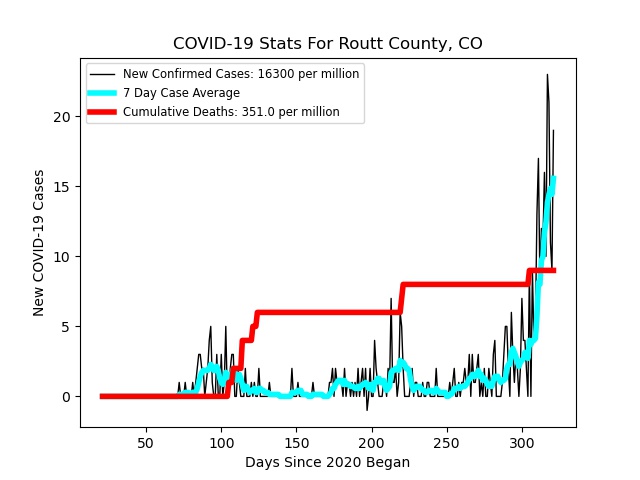 COVID-19 Stats For Routt County, CO
New Confirmed Cases: 16300 per million
7 Day Case Average
Cumulative Deaths: 351.0 per million
New COVID-19 Cases
20
15
10
5
0
50 100 150 200 250 300
Days Since 2020 Began